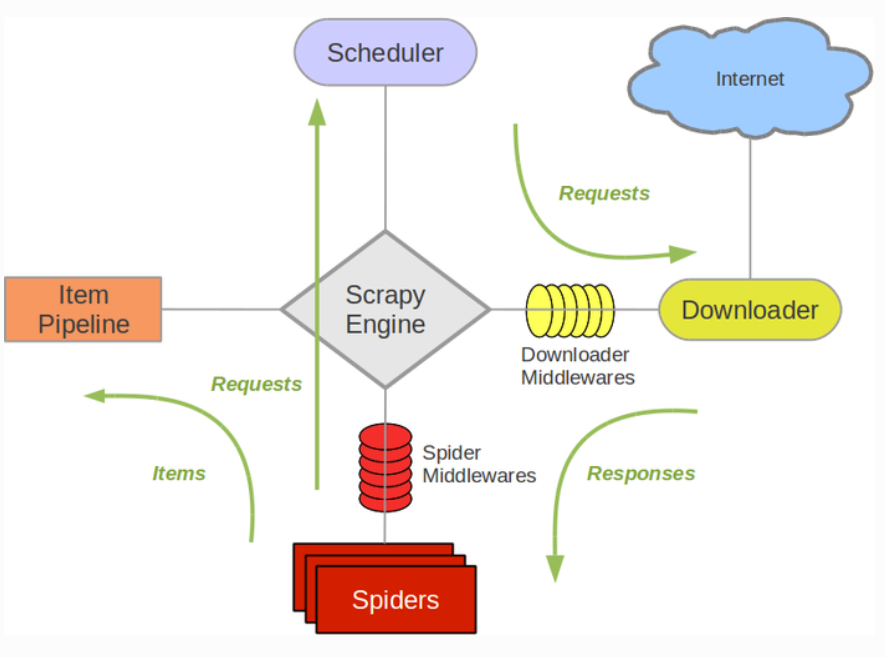 Scheduler
Internet
Requests
Item
Pipeline
Scrapy
Engine
Downloader
Downloader
Middlewares
Requests
Items
Spider
Middlewares
Responses
Spiders